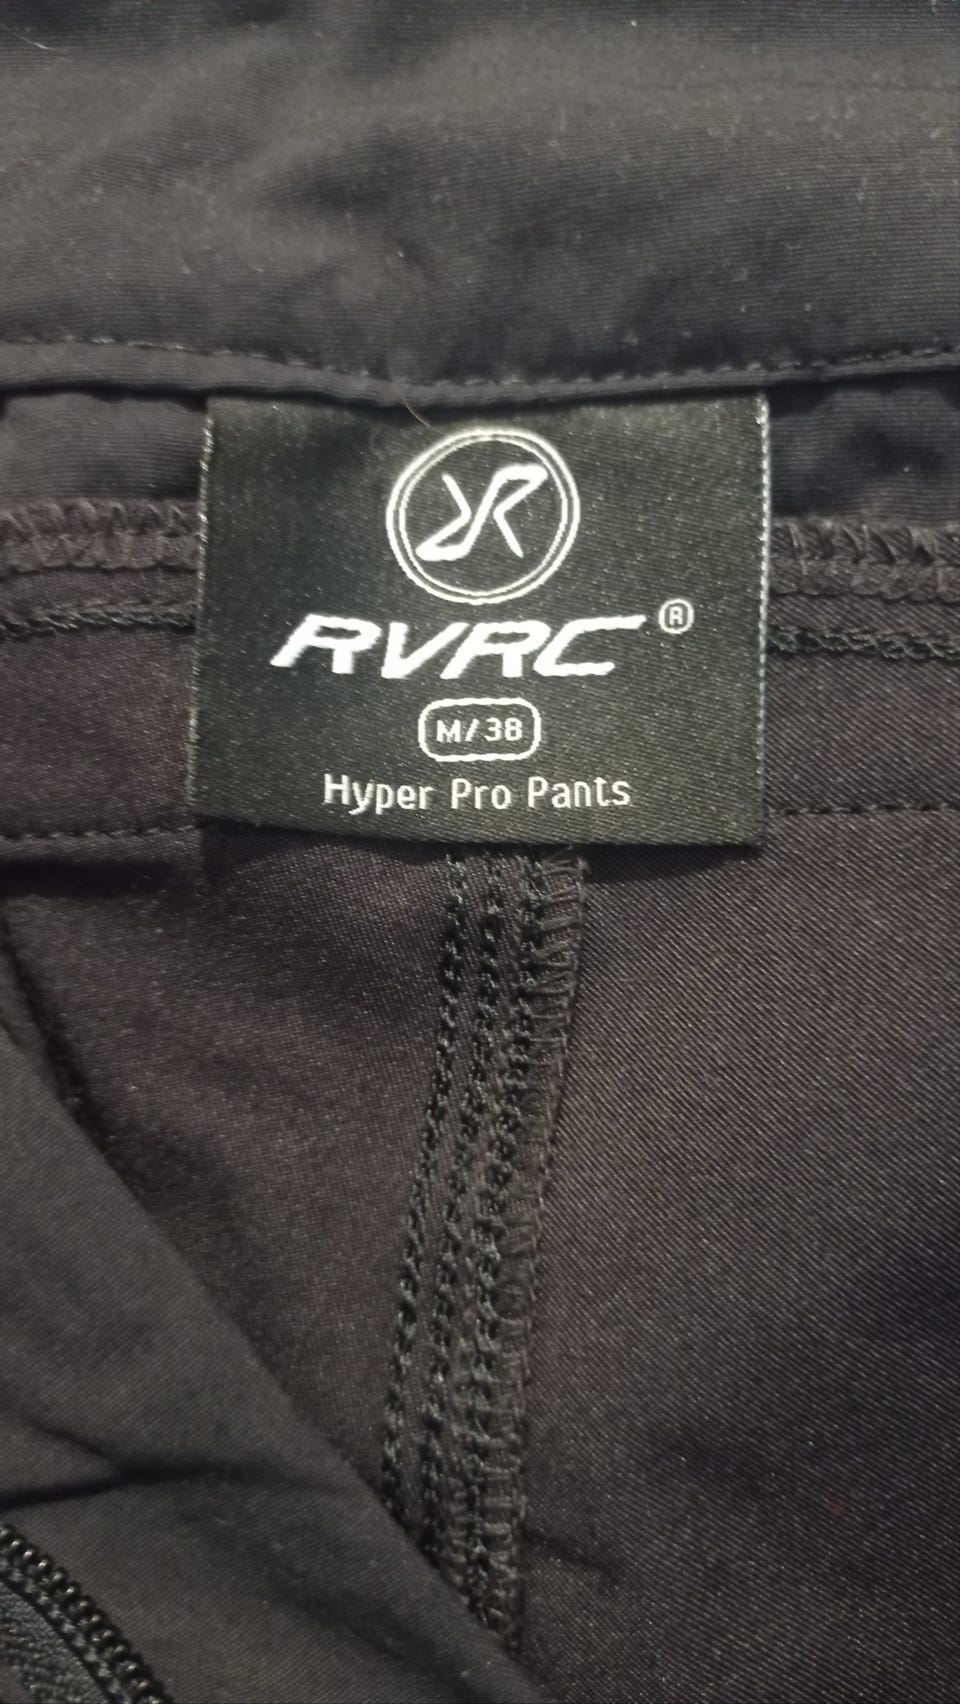 RVRC®
M/38
Hyper Pro Pants